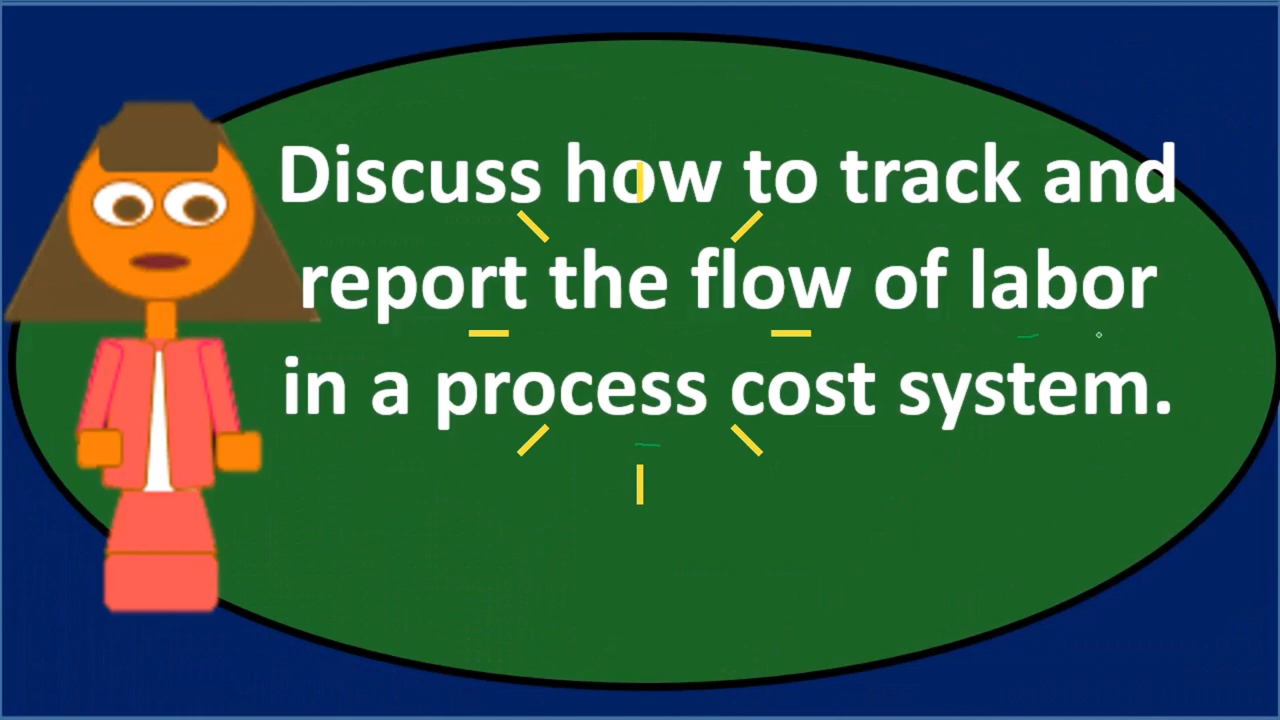 Discuss how to track and
report the flow of labor
in a process cost system.